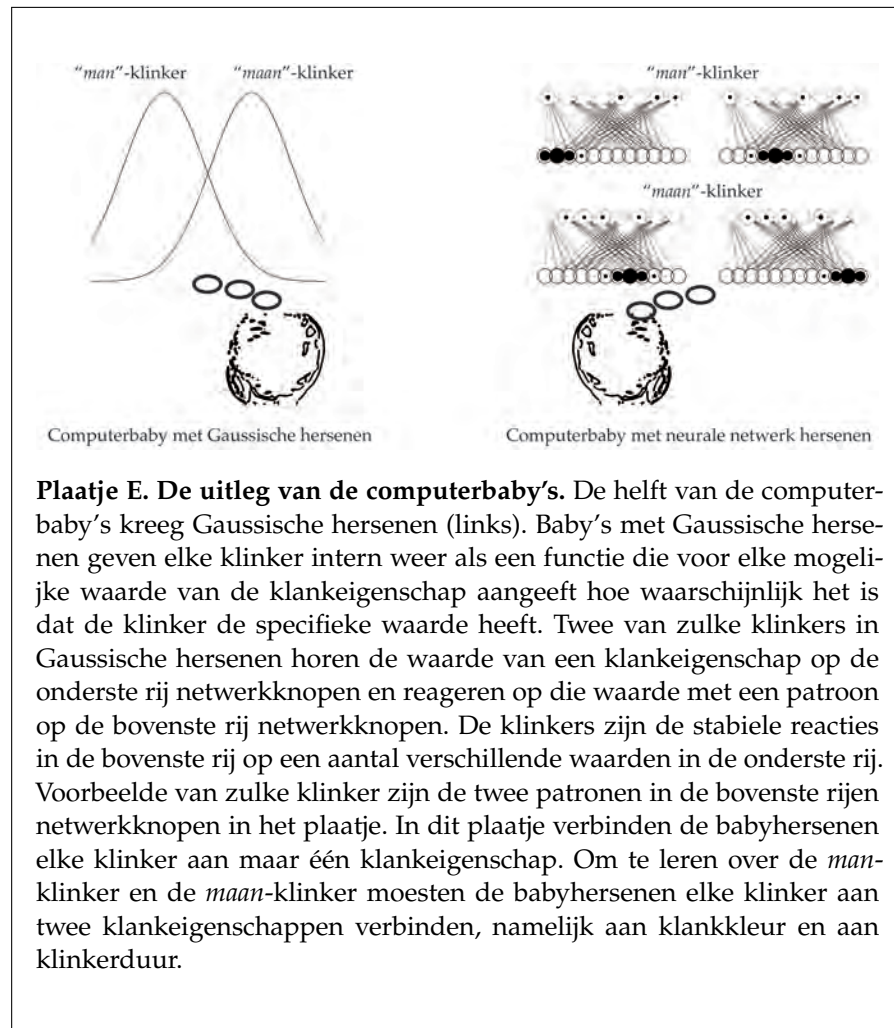 “man”-klinker “maan”-klinker
“man”-klinker
“maan”-klinker
Computerbaby met Gaussische hersenen
Computerbaby met neurale netwerk hersenen
Plaatje E. De uitleg van de computerbaby's. De helft van de computer-
baby's kreeg Gaussische hersenen (links). Baby's met Gaussische herse-
nen geven elke klinker intern weer als een functie die voor elke mogeli-
jke waarde van de klankeigenschap aangeeft hoe waarschijnlijk het is
dat de klinker de specifieke waarde heeft. Twee van zulke klinkers in
Gaussische hersenen horen de waarde van een klankeigenschap op de
onderste rij netwerkknopen en reageren op die waarde met een patroon
op de bovenste rij netwerkknopen. De klinkers zijn de stabiele reacties
in de bovenste rij op een aantal verschillende waarden in de onderste rij.
Voorbeelde van zulke klinker zijn de twee patronen in de bovenste rijen
netwerkknopen in het plaatje. In dit plaatje verbinden de babyhersenen
elke klinker aan maar één klankeigenschap. Om te leren over de man-
klinker en de maan-klinker moesten de babyhersenen elke klinker aan
twee klankeigenschappen verbinden, namelijk aan klankkleur en aan
klinkerduur.